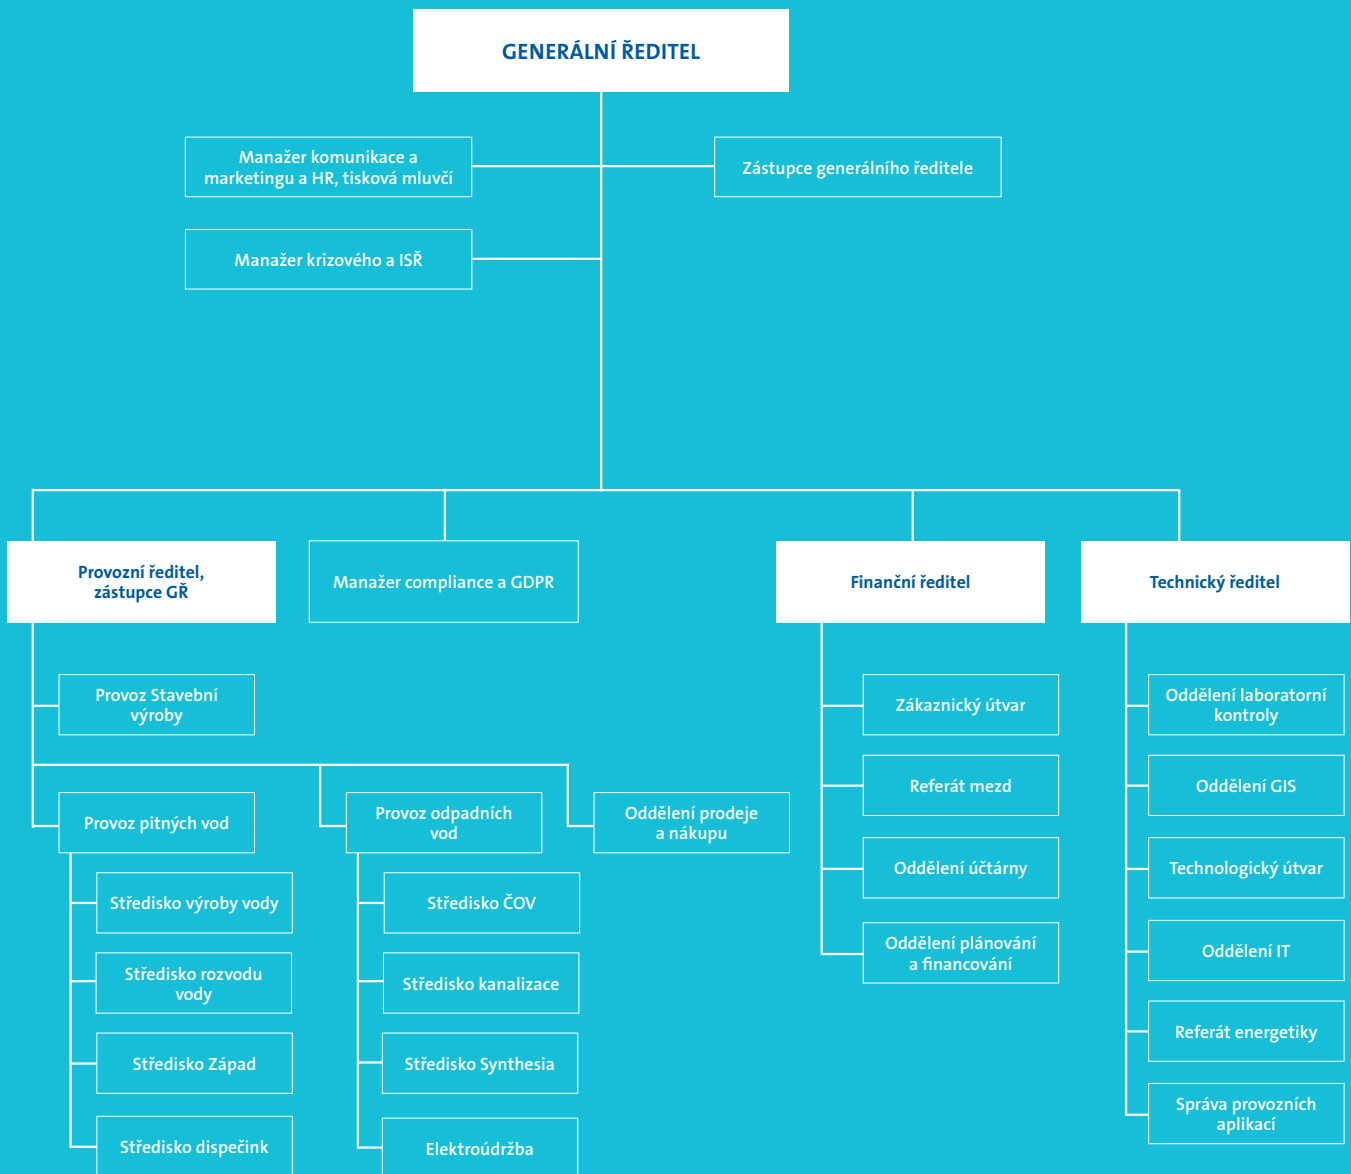 GENERÁLNÍ ŘEDITEL
Manažer komunikace a
marketingu a HR, tisková mluvčí
Zástupce generálního ředitele
Manažer krizového a ISŘ
Provozní ředitel,
zástupce GŘ
Manažer compliance a GDPR
Finanční ředitel
Technický ředitel
Provoz Stavební
výroby
Provoz pitných vod
Středisko výroby vody
Středisko rozvodu
vody
Středisko Západ
Středisko dispečink
Provoz odpadních
vod
Středisko ČOV
Středisko kanalizace
Středisko Synthesia
Elektroúdržba
Oddělení prodeje
a nákupu
Zákaznický útvar
Referát mezd
Oddělení účtárny
Oddělení plánování
a financování
Oddělení laboratorní
kontroly
Oddělení GIS
Technologický útvar
Oddělení IT
Referát energetiky
Správa provozních
aplikací